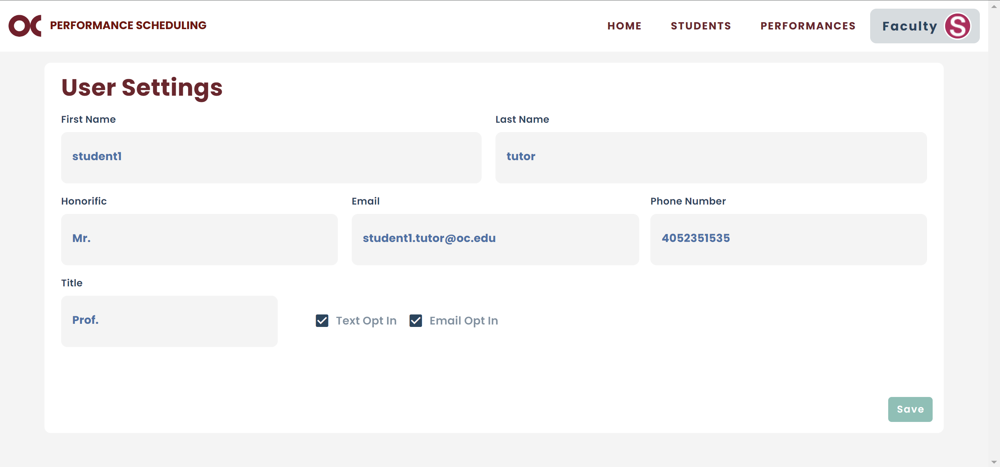 OC PERFORMANCE SCHEDULING HOME STUDENTS PERFORMANCES Faculty S
User Settings
First Name Last Name
student1 tutor
Honorific Email Phone Number
Mr. student1.tutor@oc.edu 4052351535
Title
Prof. Text Opt In Email Opt In
Save